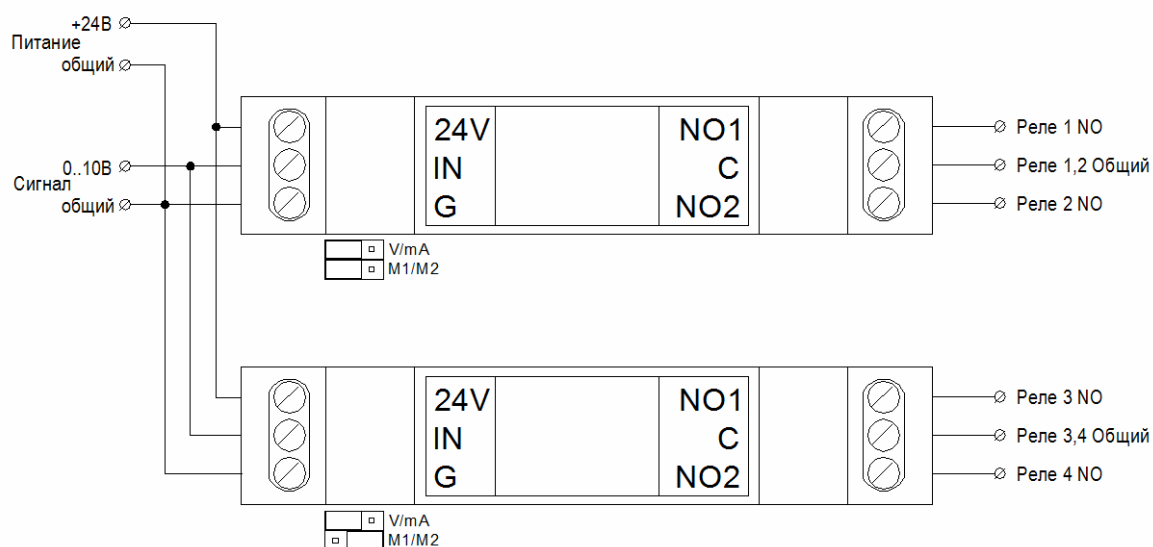 +24В
Питание
общий
0..10В
Сигнал
общий
24V NO1
IN C
G NO2
Реле 1 NO
Реле 1,2 Общий
Реле 2 NO
V/mA
M1/M2
24V NO1
IN C
G NO2
Реле 3 NO
Реле 3,4 Общий
Реле 4 NO
V/mA
M1/M2